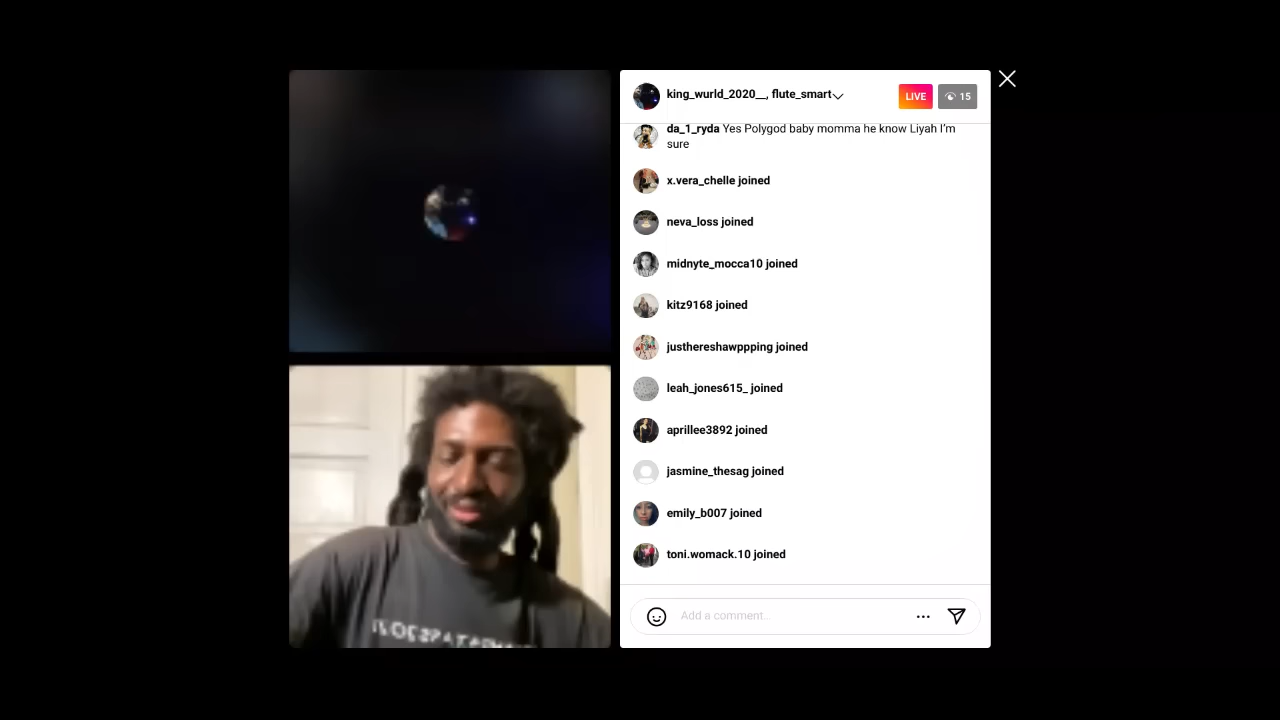 king_wurld_2020__, flute_smart
LIVE
15
da_1_ryda Yes Polygod baby momma he know Liyah I'm
sure
x.vera_chelle joined
neva_loss joined
midnyte_mocca10 joined
kitz9168 joined
justhereshawppping joined
leah_jones615_ joined
aprillee3892 joined
jasmine_thesag joined
emily_b007 joined
toni.womack.10 joined
Add a comment...